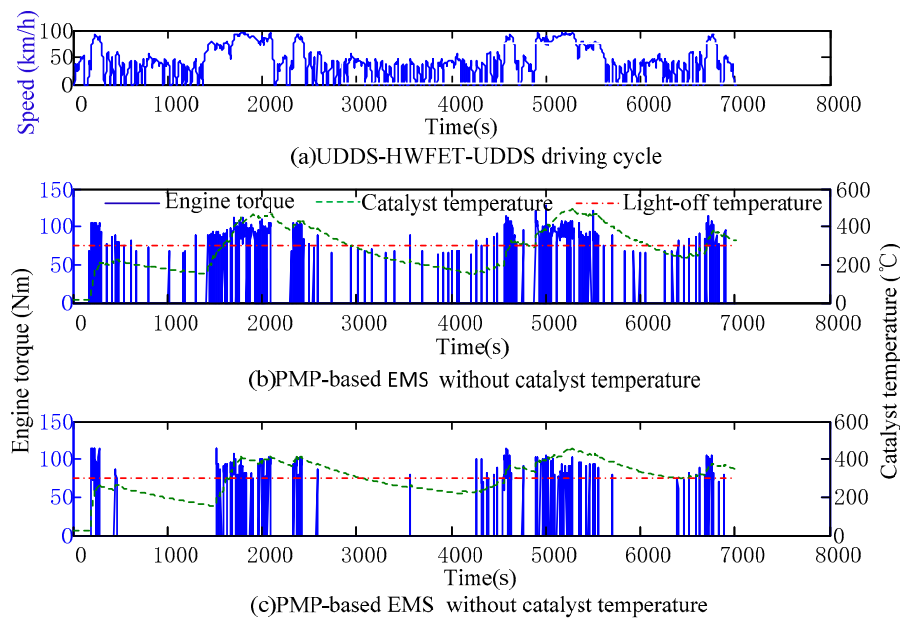 Speed (km/h)
100
50
0
0 1000 2000 3000 4000 5000 6000 7000 8000
Time(s)
(a)UDDS-HWFET-UDDS driving cycle
Engine torque (Nm)
Catalyst temperature (℃)
150
100
50
0
600
400
200
0
Engine torque
Catalyst temperature
Light-off temperature
0 1000 2000 3000 4000 5000 6000 7000 8000
Time(s)
(b)PMP-based EMS without catalyst temperature
150
100
50
0
600
400
200
0
0 1000 2000 3000 4000 5000 6000 7000 8000
Time(s)
(c)PMP-based EMS without catalyst temperature